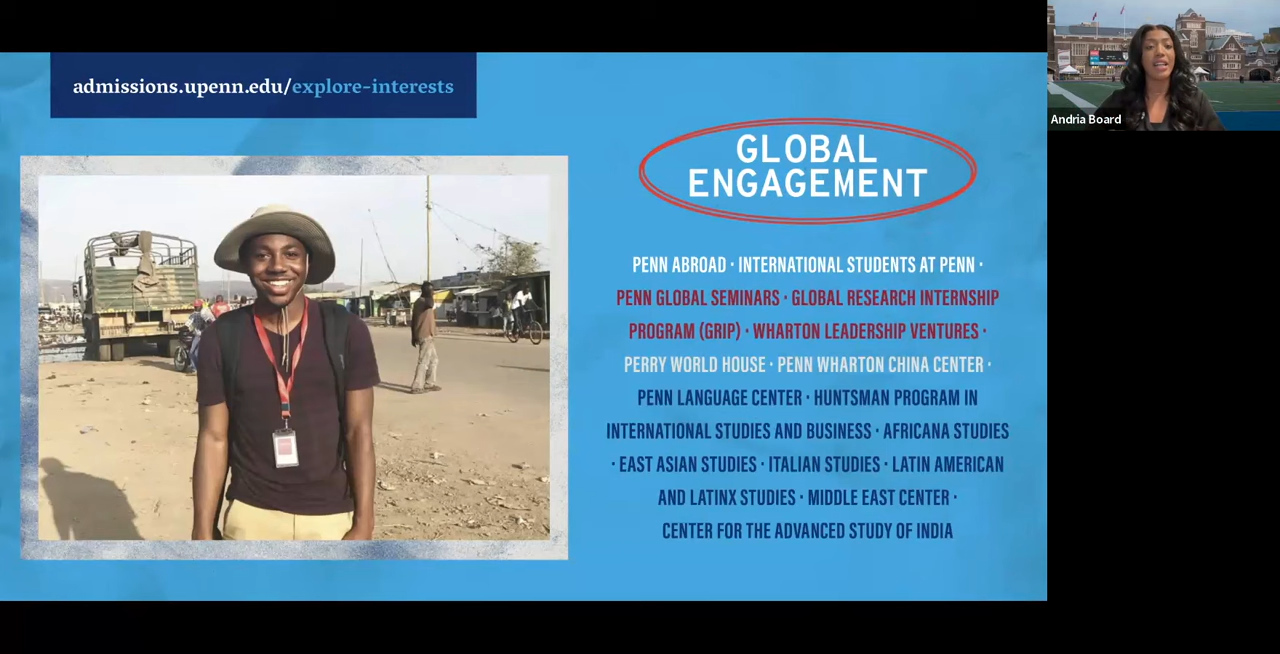 admissions.upenn.edu/explore-interests
GLOBAL
ENGAGEMENT
PENN ABROAD · INTERNATIONAL STUDENTS AT PENN ·
PENN GLOBAL SEMINARS · GLOBAL RESEARCH INTERNSHIP
PROGRAM (GRIP) · WHARTON LEADERSHIP VENTURES ·
PERRY WORLD HOUSE · PENN WHARTON CHINA CENTER ·
PENN LANGUAGE CENTER · HUNTSMAN PROGRAM IN
INTERNATIONAL STUDIES AND BUSINESS · AFRICANA STUDIES
· EAST ASIAN STUDIES · ITALIAN STUDIES · LATIN AMERICAN
AND LATINX STUDIES · MIDDLE EAST CENTER ·
CENTER FOR THE ADVANCED STUDY OF INDIA
Andria Board